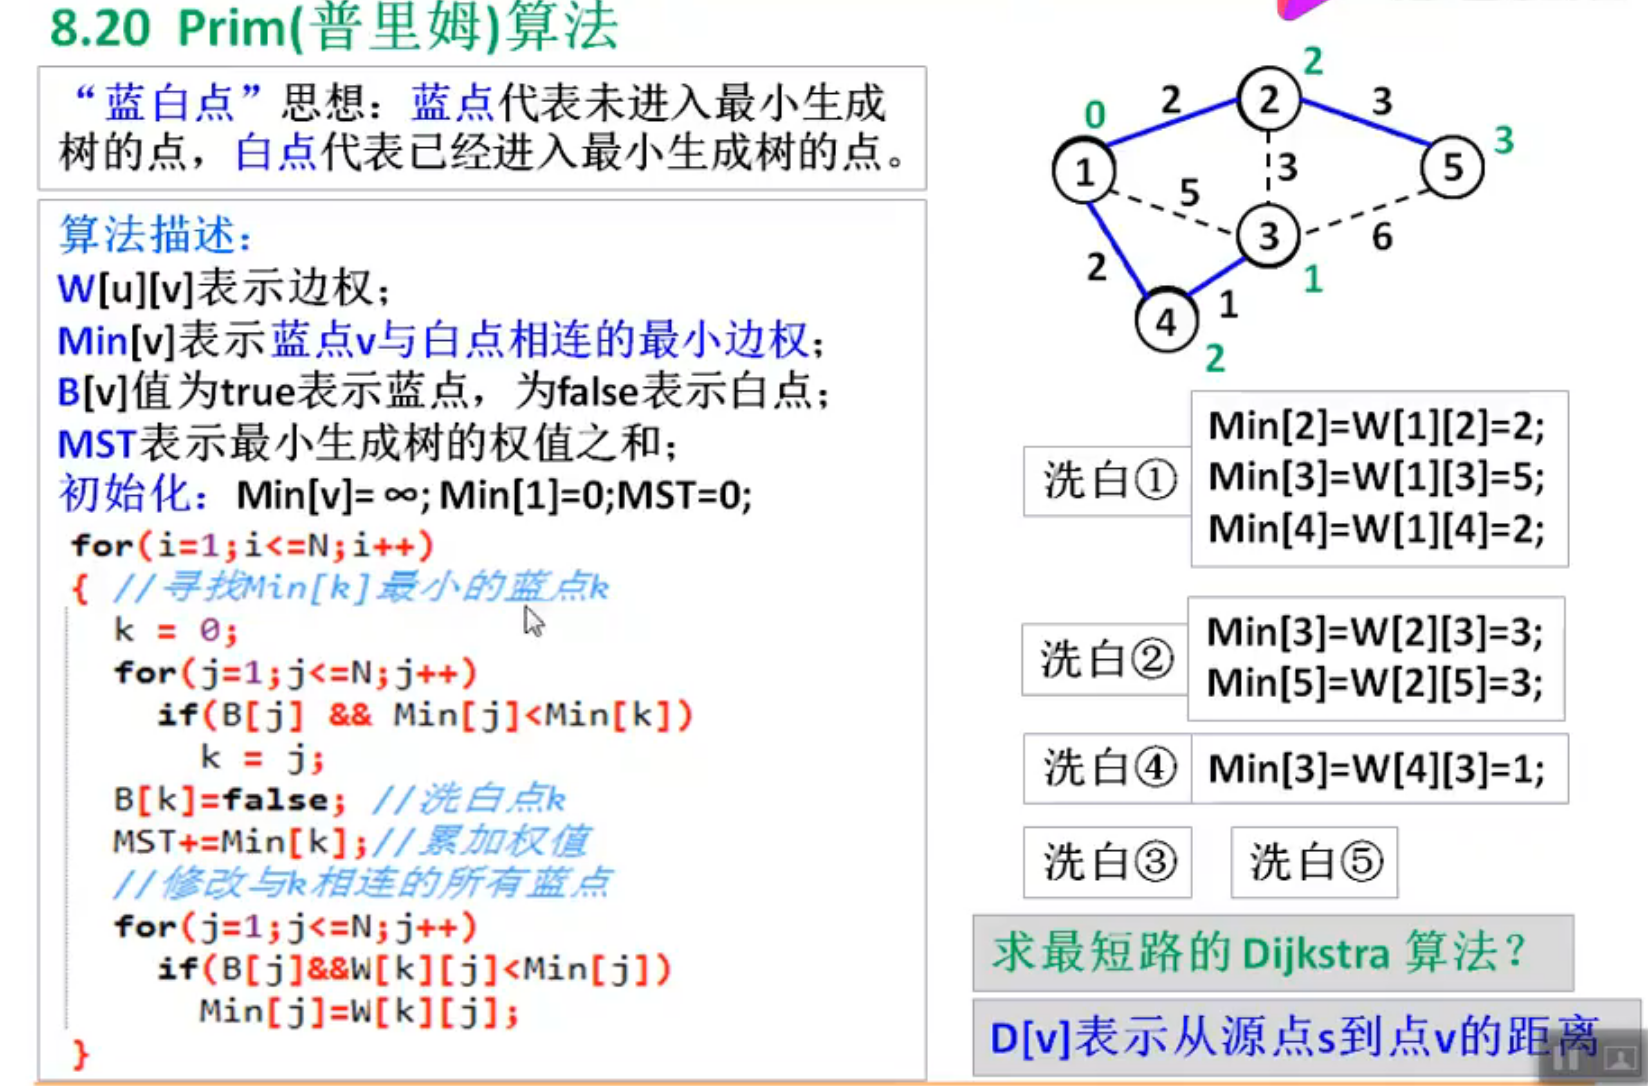 8.20 Prim(普里姆)算法
“蓝白点”思想：蓝点代表未进入最小生成
树的点，白点代表已经进入最小生成树的点。
算法描述：
W[u][v]表示边权；
Min[v]表示蓝点v与白点相连的最小边权；
B[v]值为true表示蓝点，为false表示白点；
MST表示最小生成树的权值之和；
初始化：Min[v]= ∞; Min[1]=0;MST=0;
for(i=1;i<=N;i++)
{ //寻找Min[k]最小的蓝点k
k = 0;
for(j=1;j<=N;j++)
if(B[j] && Min[j]<Min[k])
k = j;
B[k]=false; //洗白点k
MST+=Min[k];//累加权值
//修改与k相连的所有蓝点
for(j=1;j<=N;j++)
if(B[j]&&W[k][j]<Min[j])
Min[j]=W[k][j];
}
2
0 2 2 3
3
1 5 3 5
3 6
2 1
4 1
2
洗白①
Min[2]=W[1][2]=2;
Min[3]=W[1][3]=5;
Min[4]=W[1][4]=2;
洗白②
Min[3]=W[2][3]=3;
Min[5]=W[2][5]=3;
洗白④ Min[3]=W[4][3]=1;
洗白③ 洗白⑤
求最短路的 Dijkstra 算法？
D[v]表示从源点s到点v的距离